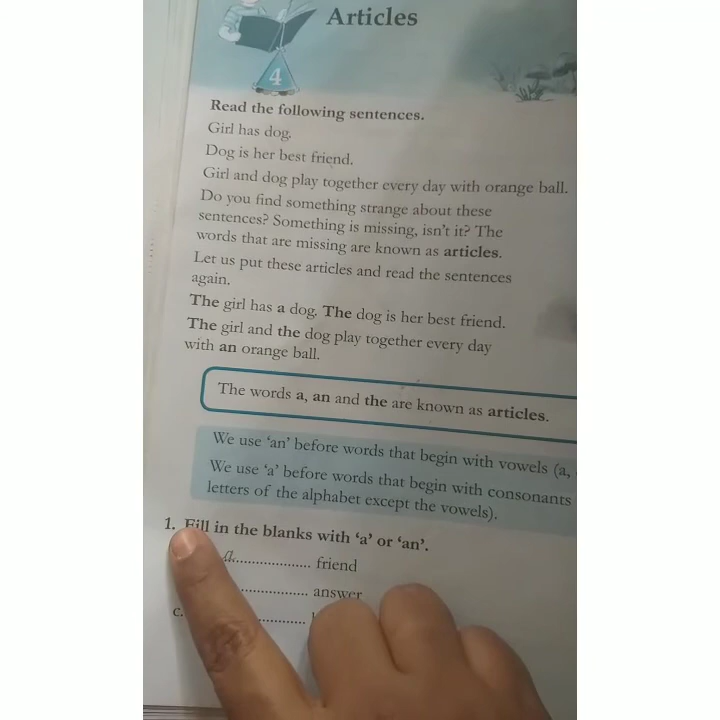 Articles
4
Read the following sentences.
Girl has dog.
Dog is her best friend.
Girl and dog play together every day with orange ball.
Do you find something strange about these
sentences? Something is missing, isn't it? The
words that are missing are known as articles.
Let us put these articles and read the sentences
again.
The girl has a dog. The dog is her best friend.
The girl and the dog play together every day
with an orange ball.
The words a, an and the are known as articles.
We use 'an' before words that begin with vowels (a,
We use 'a' before words that begin with consonants
letters of the alphabet except the vowels).
1. Fill in the blanks with 'a' or 'an'.
a.................. friend
.................. answer
c. ..................